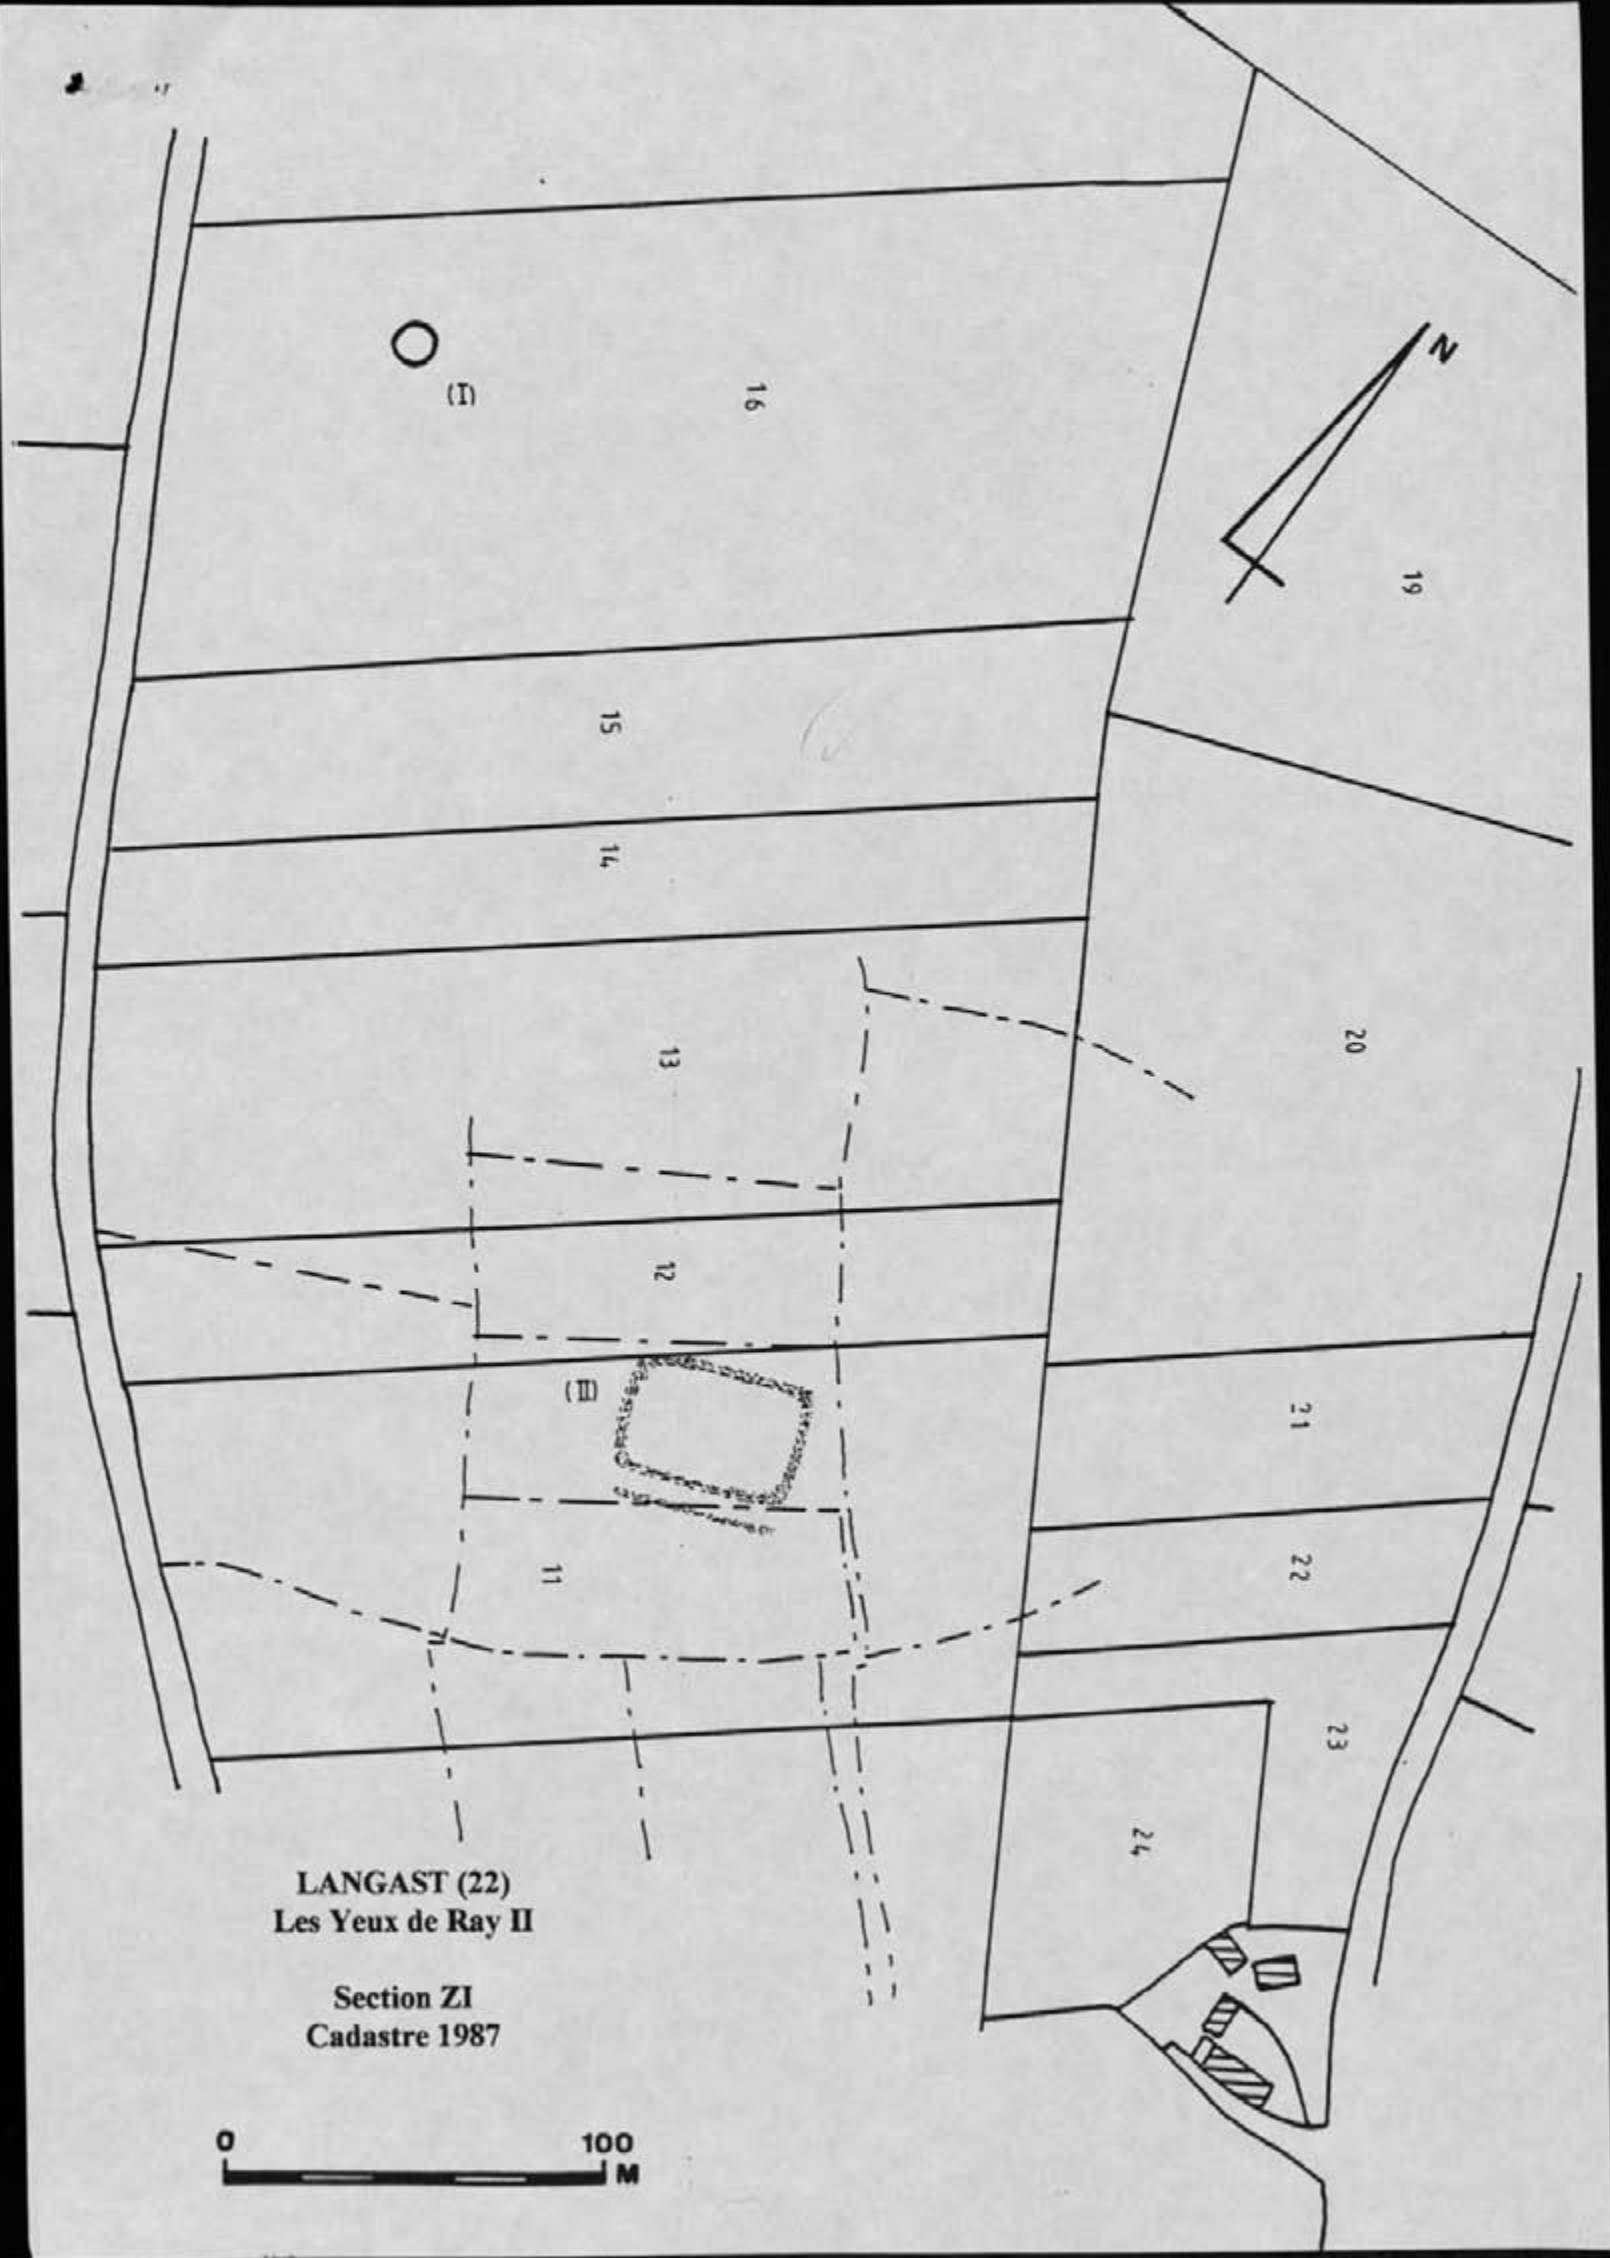 (I)
16
N
19
15
14
13
20
12
(II)
21
11
22
23
24
LANGAST (22)
Les Yeux de Ray II
Section ZI
Cadastre 1987
0 100
M